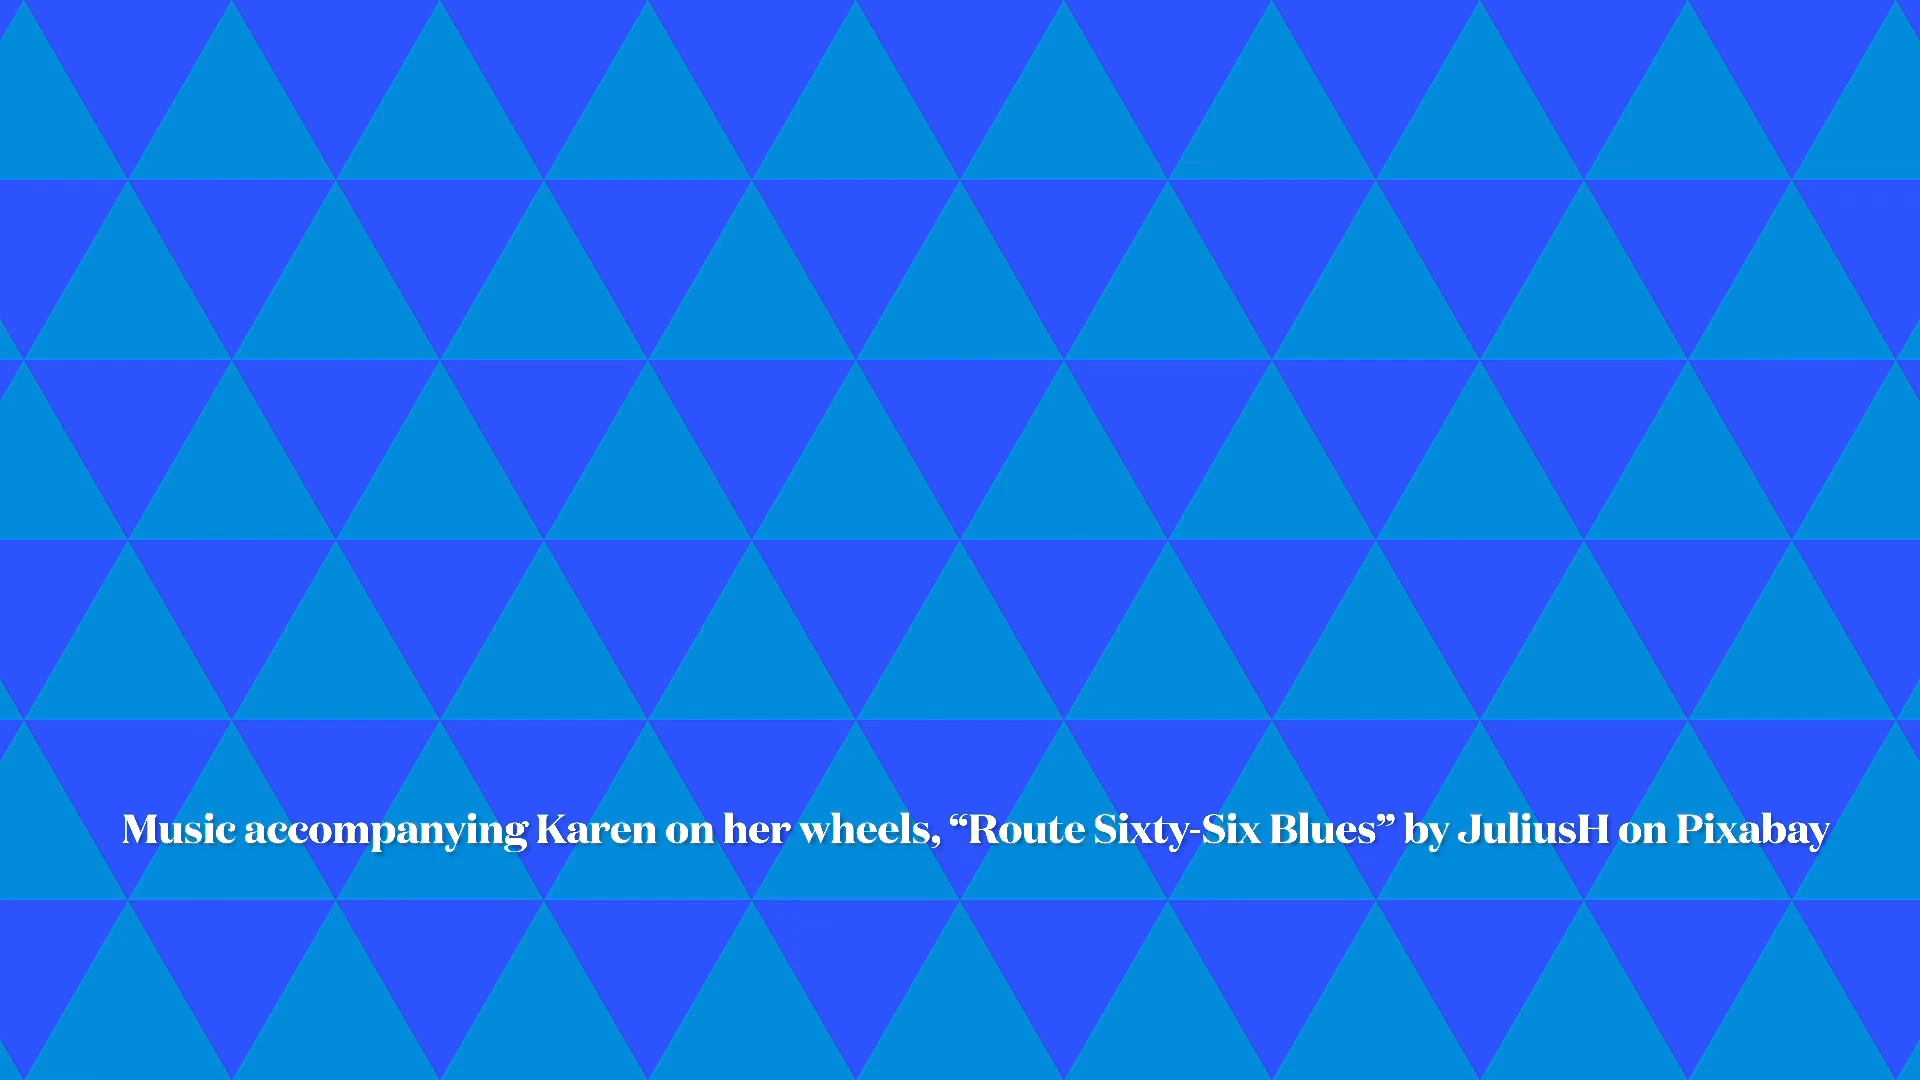 Music accompanying Karen on her wheels, “Route Sixty-Six Blues” by JuliusH on Pixabay